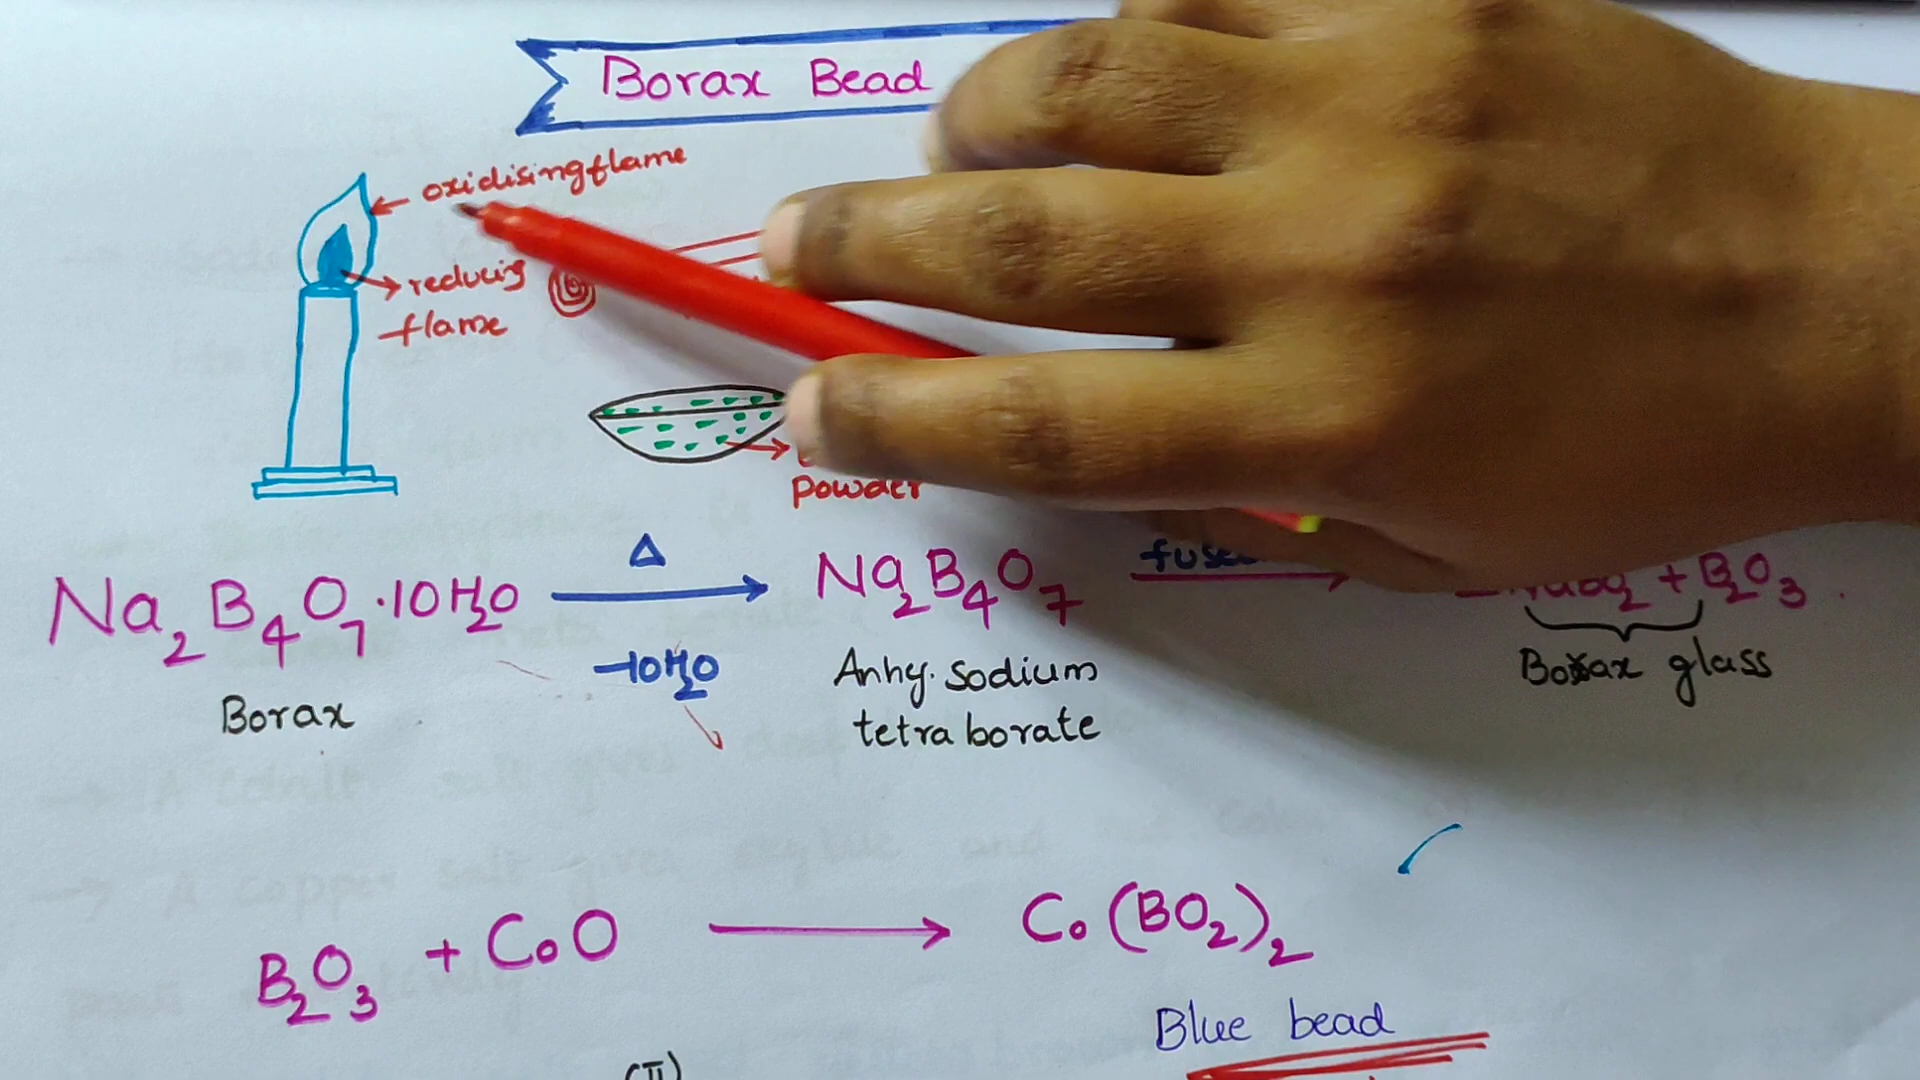 Borax Bead
oxidising flame
reducing
flame
powder
Na2B4O7·10H2O
Δ
-10H2O
Na2B4O7
+ B2O3.
Borax
Anhy. sodium
tetra borate
Borax glass
B2O3 + CoO → Co(BO2)2
Blue bead
(II)